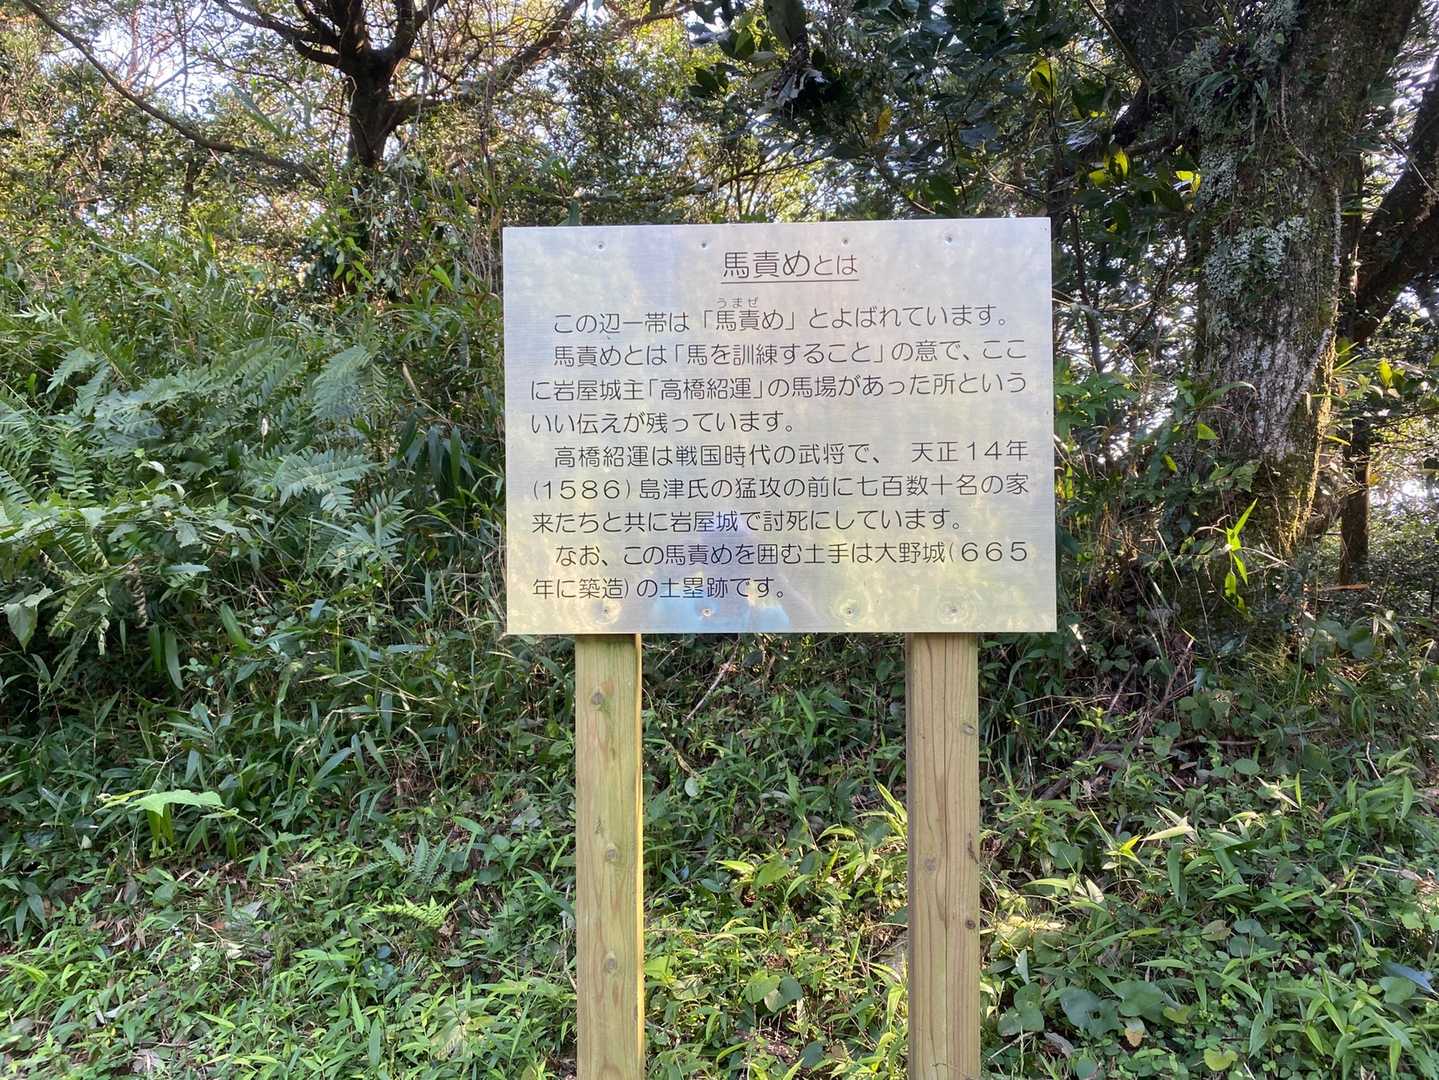 馬責めとは
うまぜ
この辺一帯は「馬責め」とよばれています。
馬責めとは「馬を訓練すること」の意で、ここ
に岩屋城主「高橋紹運」の馬場があった所という
いい伝えが残っています。
高橋紹運は戦国時代の武将で、　天正１４年
(１５８６) 島津氏の猛攻の前に七百数十名の家
来たちと共に岩屋城で討死にしています。
なお、この馬責めを囲む土手は大野城(６６５
年に築造) の土塁跡です。